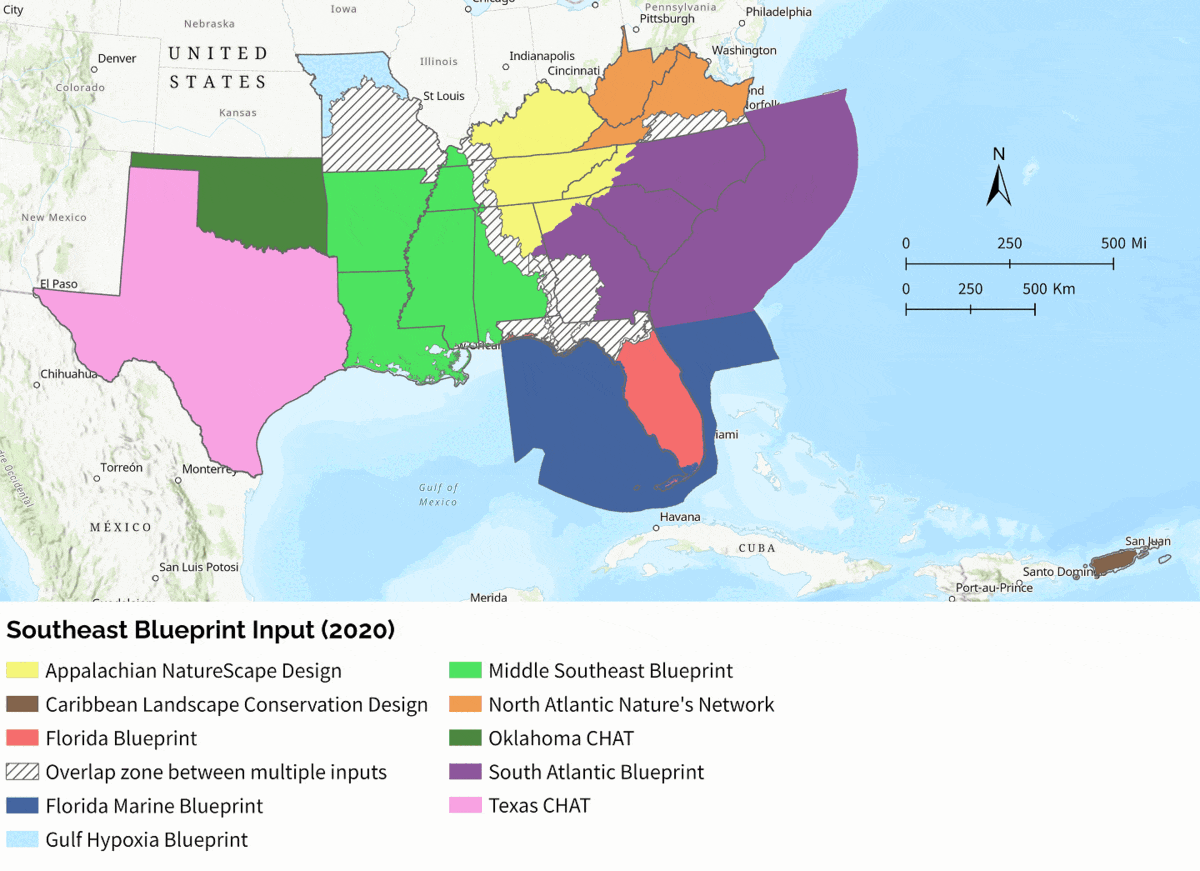 City
Iowa
Chicago
Pennsylvania
Pittsburgh
Philadelphia
Nebraska
UNITED
STATES
Denver
Colorado
Kansas
Illinois
Indianapolis
Cincinnati
Washington
St Louis
ond
Norfolk
New Mexico
El Paso
N
0 250 500 Mi
0 250 500 Km
w Orlean
Chihuahua
iami
Torreón
Monterrey
Gulf of
Mexico
MÉXICO
Havana
CUBA
San Luis Potosi
San Juan
Santo Doming
Port-au-Prince
Merida
Southeast Blueprint Input (2020)
Appalachian NatureScape Design
Caribbean Landscape Conservation Design
Florida Blueprint
Overlap zone between multiple inputs
Florida Marine Blueprint
Gulf Hypoxia Blueprint
Middle Southeast Blueprint
North Atlantic Nature's Network
Oklahoma CHAT
South Atlantic Blueprint
Texas CHAT